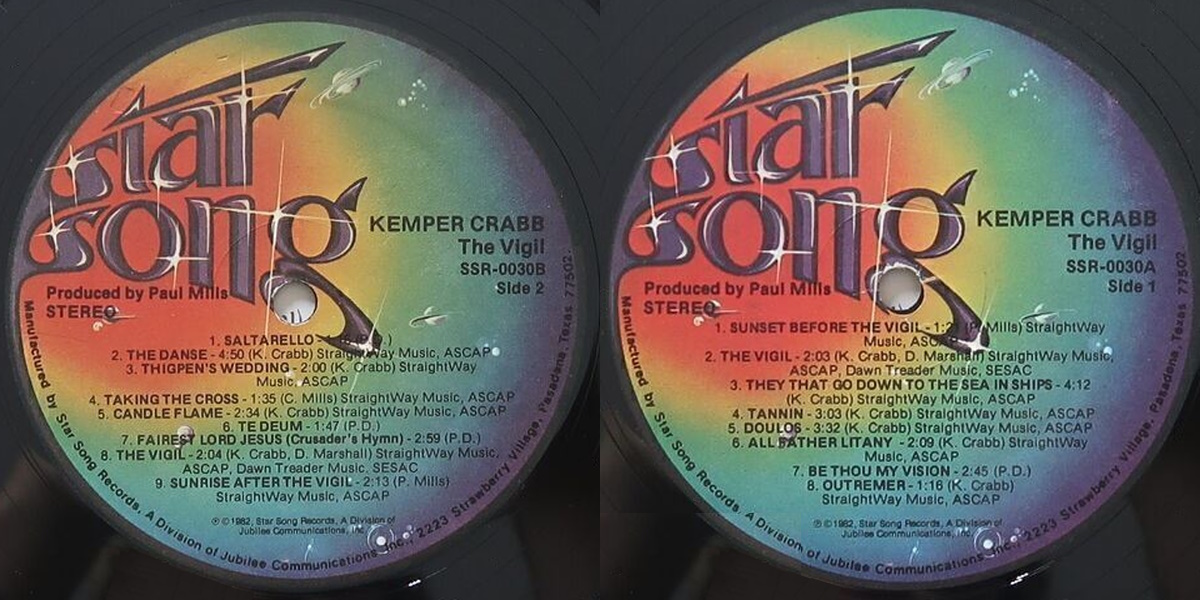 star
song
KEMPER CRABB
The Vigil
SSR-0030B
Side 2
Produced by Paul Mills
STEREO
1. SALTARELLO -
2. THE DANSE - 4:50 (K. Crabb) StraightWay Music, ASCAP
3. THIGPEN'S WEDDING - 2:00 (K. Crabb) StraightWay
Music, ASCAP
4. TAKING THE CROSS - 1:35 (C. Mills) StraightWay Music, ASCAP
5. CANDLE FLAME - 2:34 (K. Crabb) StraightWay Music, ASCAP
6. TE DEUM - 1:47 (P.D.)
7. FAIREST LORD JESUS (Crusader's Hymn) - 2:59 (P.D.)
8. THE VIGIL - 2:04 (K. Crabb, D. Marshall) StraightWay Music,
ASCAP, Dawn Treader Music, SESAC
9. SUNRISE AFTER THE VIGIL - 2:13 (P. Mills)
StraightWay Music, ASCAP
℗ © 1982, Star Song Records, A Division of
Jubilee Communications, Inc.
Manufactured by Star Song Records, A Division of Jubilee Communications Inc., 2223 Strawberry Village, Pasadena, Texas 77502.
star
song
KEMPER CRABB
The Vigil
SSR-0030A
Side 1
Produced by Paul Mills
STEREO
1. SUNSET BEFORE THE VIGIL - (P. Mills) StraightWay
Music, ASCAP
2. THE VIGIL - 2:03 (K. Crabb, D. Marshall) StraightWay Music,
ASCAP, Dawn Treader Music, SESAC
3. THEY THAT GO DOWN TO THE SEA IN SHIPS - 4:12
(K. Crabb) StraightWay Music, ASCAP
4. TANNIN - 3:03 (K. Crabb) StraightWay Music, ASCAP
5. DOULOS - 3:32 (K. Crabb) StraightWay Music, ASCAP
6. ALL FATHER LITANY - 2:09 (K. Crabb) StraightWay
Music, ASCAP
7. BE THOU MY VISION - 2:45 (P.D.)
8. OUTREMER - 1:16 (K. Crabb)
StraightWay Music, ASCAP
℗ © 1982, Star Song Records, A Division of
Jubilee Communications, Inc.
Manufactured by Star Song Records, A Division of Jubilee Communications Inc., 2223 Strawberry Village, Pasadena, Texas 77502.